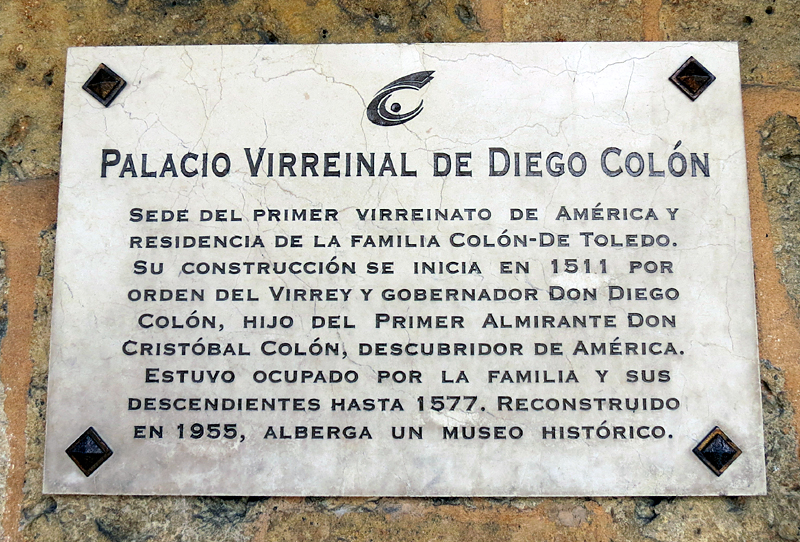 PALACIO VIRREINAL DE DIEGO COLÓN
SEDE DEL PRIMER VIRREINATO DE AMÉRICA Y
RESIDENCIA DE LA FAMILIA COLÓN-DE TOLEDO.
SU CONSTRUCCIÓN SE INICIA EN 1511 POR
ORDEN DEL VIRREY Y GOBERNADOR DON DIEGO
COLÓN, HIJO DEL PRIMER ALMIRANTE DON
CRISTÓBAL COLÓN, DESCUBRIDOR DE AMÉRICA.
ESTUVO OCUPADO POR LA FAMILIA Y SUS
DESCENDIENTES HASTA 1577. RECONSTRUIDO
EN 1955, ALBERGA UN MUSEO HISTÓRICO.